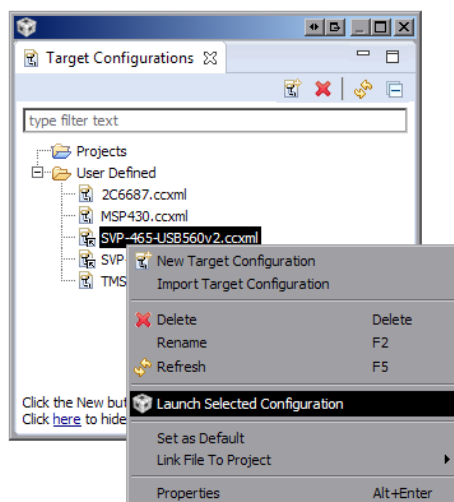 Target Configurations
type filter text
Projects
User Defined
2C6687.ccxml
MSP430.ccxml
SVP-465-USB560v2.ccxml
SVP-
TMS
New Target Configuration
Import Target Configuration
Delete Delete
Rename F2
Refresh F5
Launch Selected Configuration
Set as Default
Link File To Project
Properties Alt+Enter
Click the New but
Click here to hide